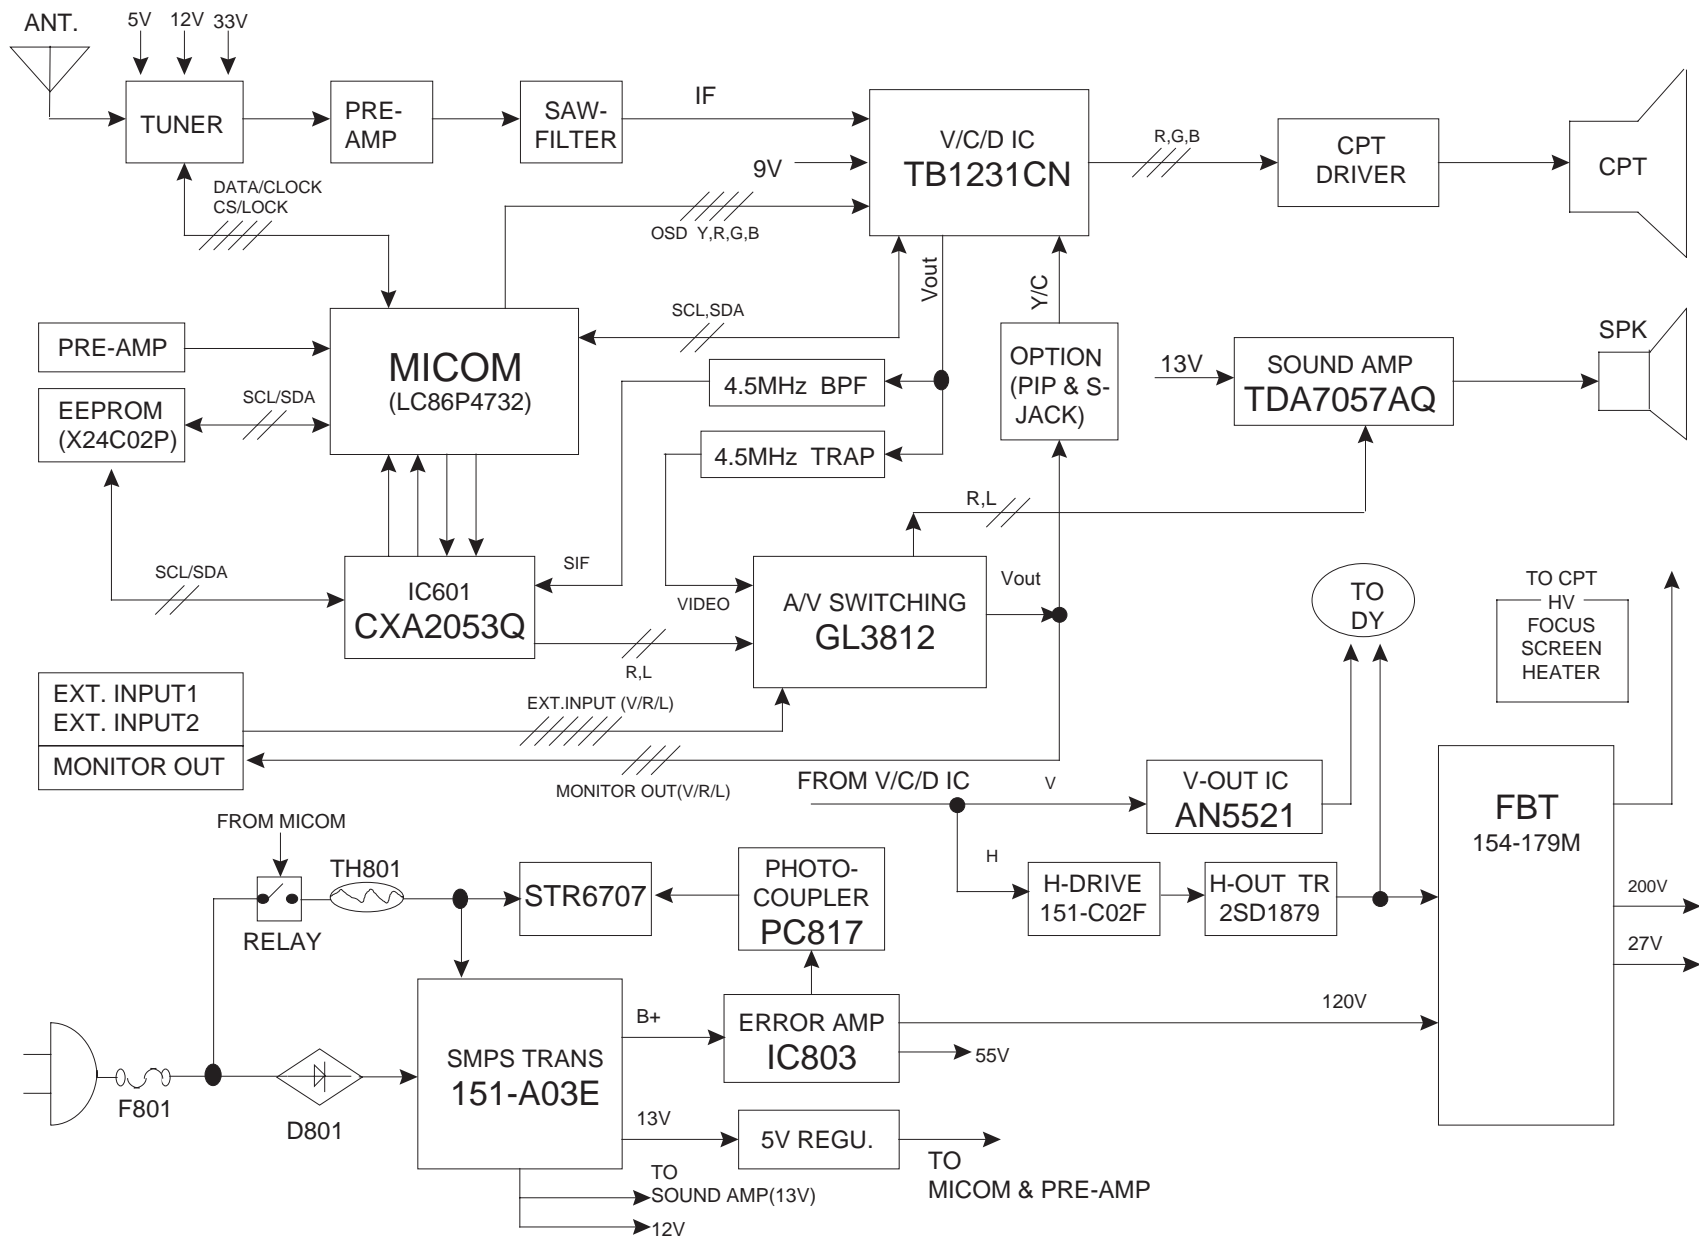 ANT.
5V
12V
33V
TUNER
PRE-
AMP
SAW-
FILTER
IF
9V
V/C/D IC
TB1231CN
R,G,B
CPT
DRIVER
CPT
DATA/CLOCK
CS/LOCK
OSD Y,R,G,B
Vout
Y/C
SCL,SDA
PRE-AMP
MICOM
(LC86P4732)
EEPROM
(X24C02P)
SCL/SDA
4.5MHz BPF
4.5MHz TRAP
OPTION
(PIP & S-
JACK)
13V
SOUND AMP
TDA7057AQ
SPK
R,L
SCL/SDA
IC601
CXA2053Q
SIF
VIDEO
R,L
A/V SWITCHING
GL3812
Vout
TO
DY
TO CPT
HV
FOCUS
SCREEN
HEATER
EXT. INPUT1
EXT. INPUT2
MONITOR OUT
EXT.INPUT (V/R/L)
MONITOR OUT(V/R/L)
FROM V/C/D IC
V
V-OUT IC
AN5521
FBT
154-179M
H
H-DRIVE
151-C02F
H-OUT TR
2SD1879
200V
27V
FROM MICOM
RELAY
TH801
STR6707
PHOTO-
COUPLER
PC817
F801
D801
SMPS TRANS
151-A03E
B+
ERROR AMP
IC803
120V
55V
13V
5V REGU.
TO
MICOM & PRE-AMP
TO
SOUND AMP(13V)
12V